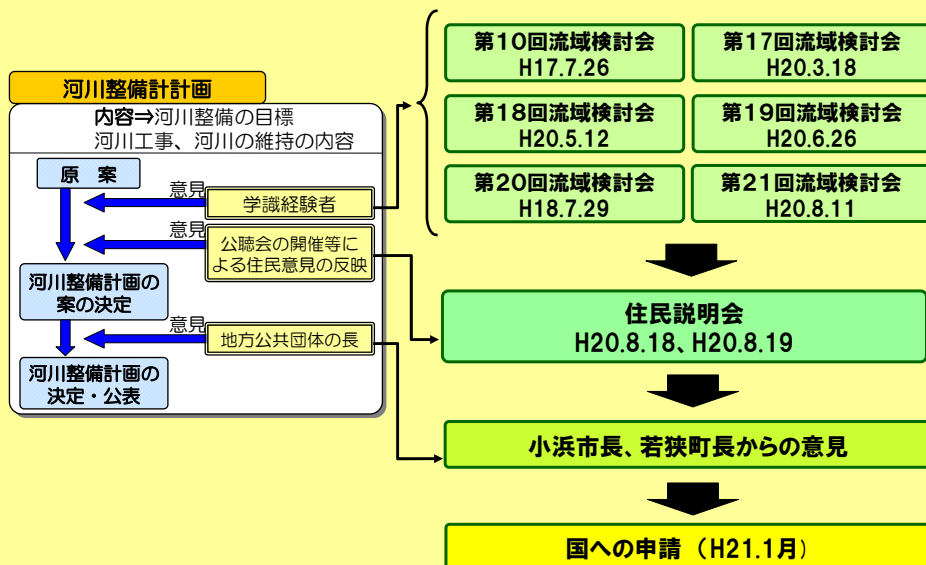 河川整備計計画
内容⇒河川整備の目標
河川工事、河川の維持の内容
原　案
意見
学識経験者
意見
公聴会の開催等に
よる住民意見の反映
河川整備計画の
案の決定
意見
地方公共団体の長
河川整備計画の
決定・公表
第10回流域検討会
H17.7.26
第17回流域検討会
H20.3.18
第18回流域検討会
H20.5.12
第19回流域検討会
H20.6.26
第20回流域検討会
H18.7.29
第21回流域検討会
H20.8.11
住民説明会
H20.8.18、H20.8.19
小浜市長、若狭町長からの意見
国への申請（H21.1月）